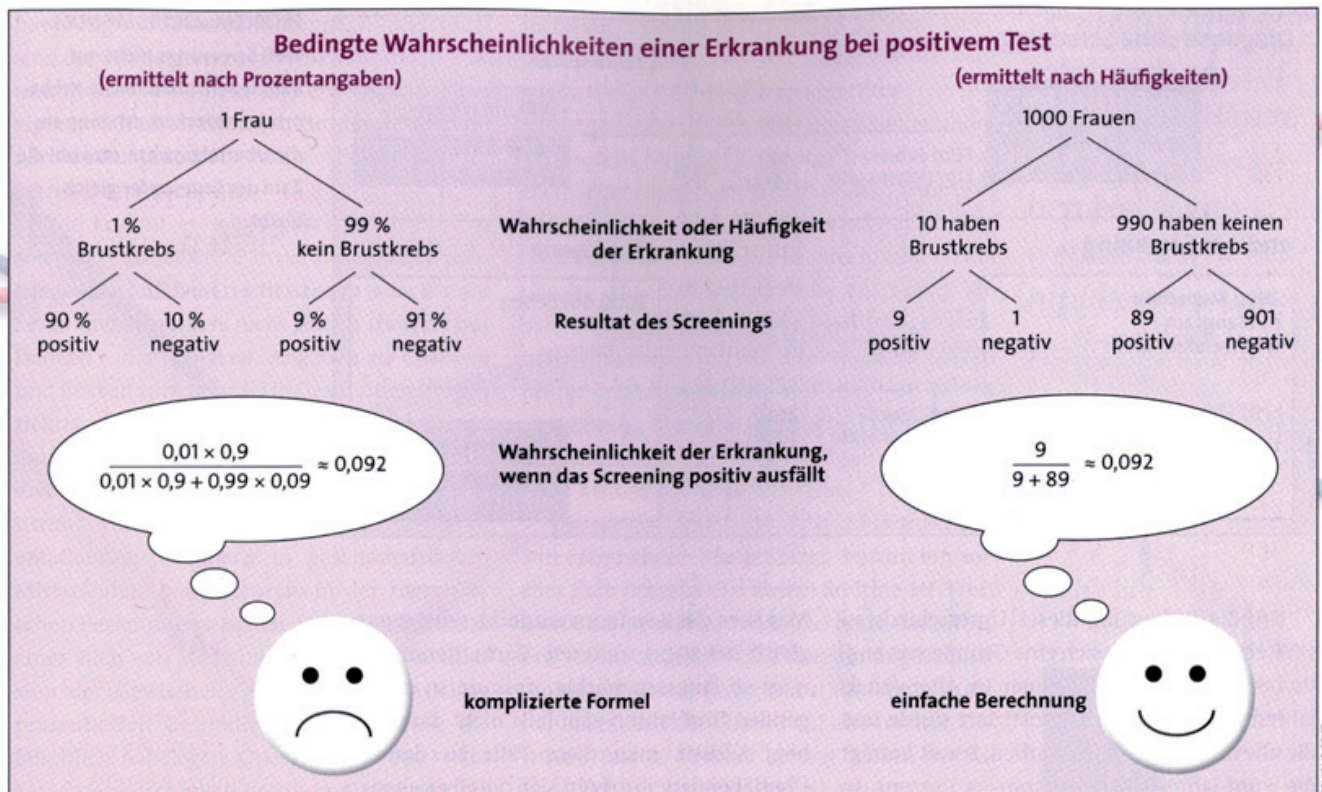 Bedingte Wahrscheinlichkeiten einer Erkrankung bei positivem Test
(ermittelt nach Prozentangaben)
(ermittelt nach Häufigkeiten)
1 Frau
1000 Frauen
1 %
Brustkrebs
99 %
kein Brustkrebs
Wahrscheinlichkeit oder Häufigkeit
der Erkrankung
10 haben
Brustkrebs
990 haben keinen
Brustkrebs
90 %
positiv
10 %
negativ
9 %
positiv
91 %
negativ
Resultat des Screenings
9
positiv
1
negativ
89
positiv
901
negativ
0,01 × 0,9
0,01 × 0,9 + 0,99 × 0,09
≈ 0,092
Wahrscheinlichkeit der Erkrankung,
wenn das Screening positiv ausfällt
9
9 + 89
≈ 0,092
komplizierte Formel
einfache Berechnung